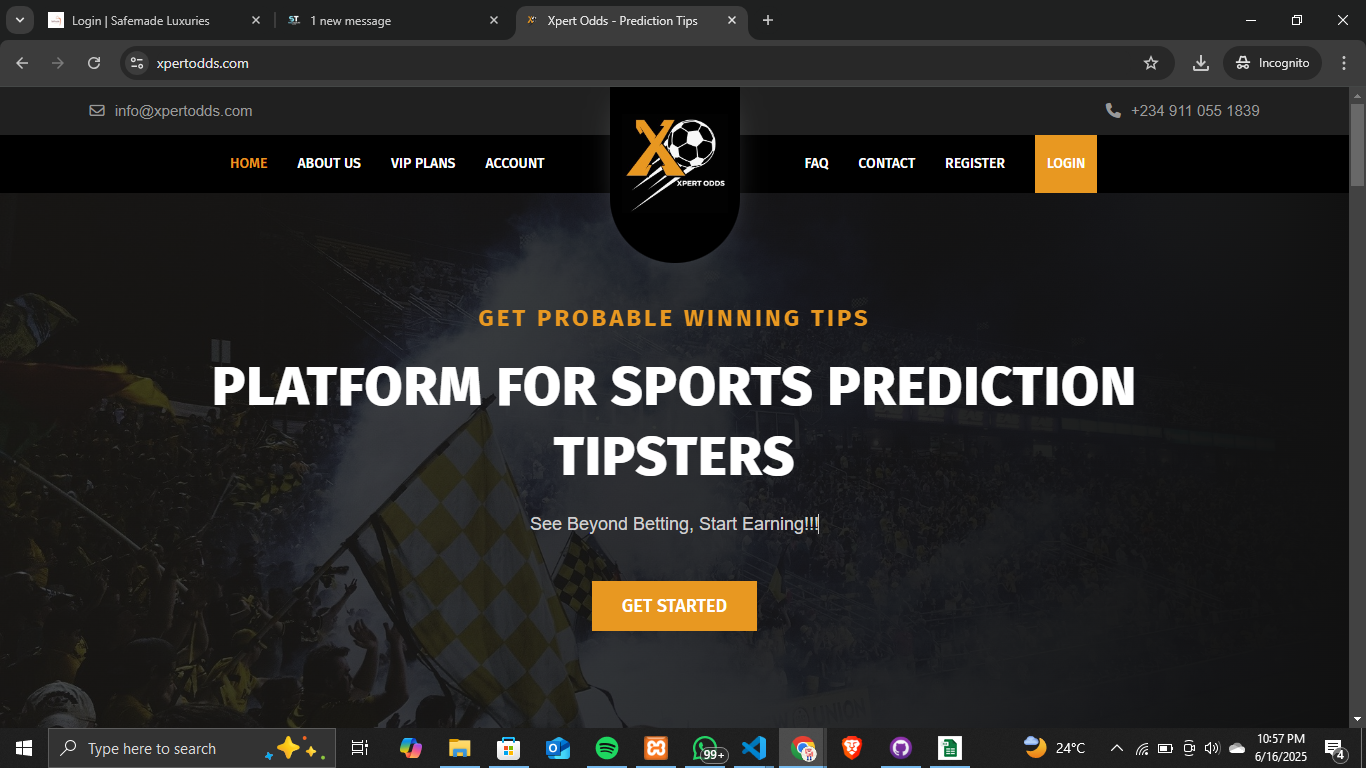 Login | Safemade Luxuries
1 new message
Xpert Odds - Prediction Tips
xpertodds.com
Incognito
info@xpertodds.com
+234 911 055 1839
HOME
ABOUT US
VIP PLANS
ACCOUNT
XO
XPERT ODDS
FAQ
CONTACT
REGISTER
LOGIN
GET PROBABLE WINNING TIPS
PLATFORM FOR SPORTS PREDICTION
TIPSTERS
See Beyond Betting, Start Earning!!!
GET STARTED
Type here to search
99+
24°C
10:57 PM
6/16/2025
4